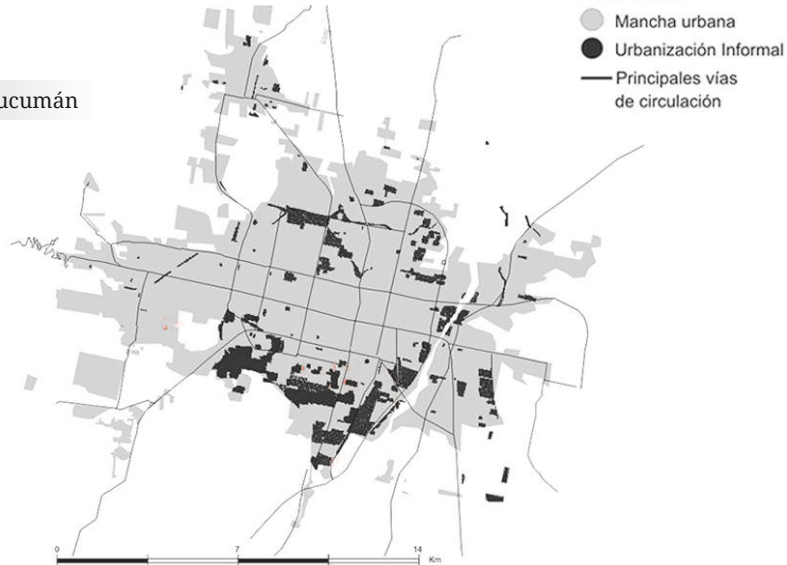 Mancha urbana
Urbanización Informal
Principales vías
de circulación
ucumán
0 7 14
Km